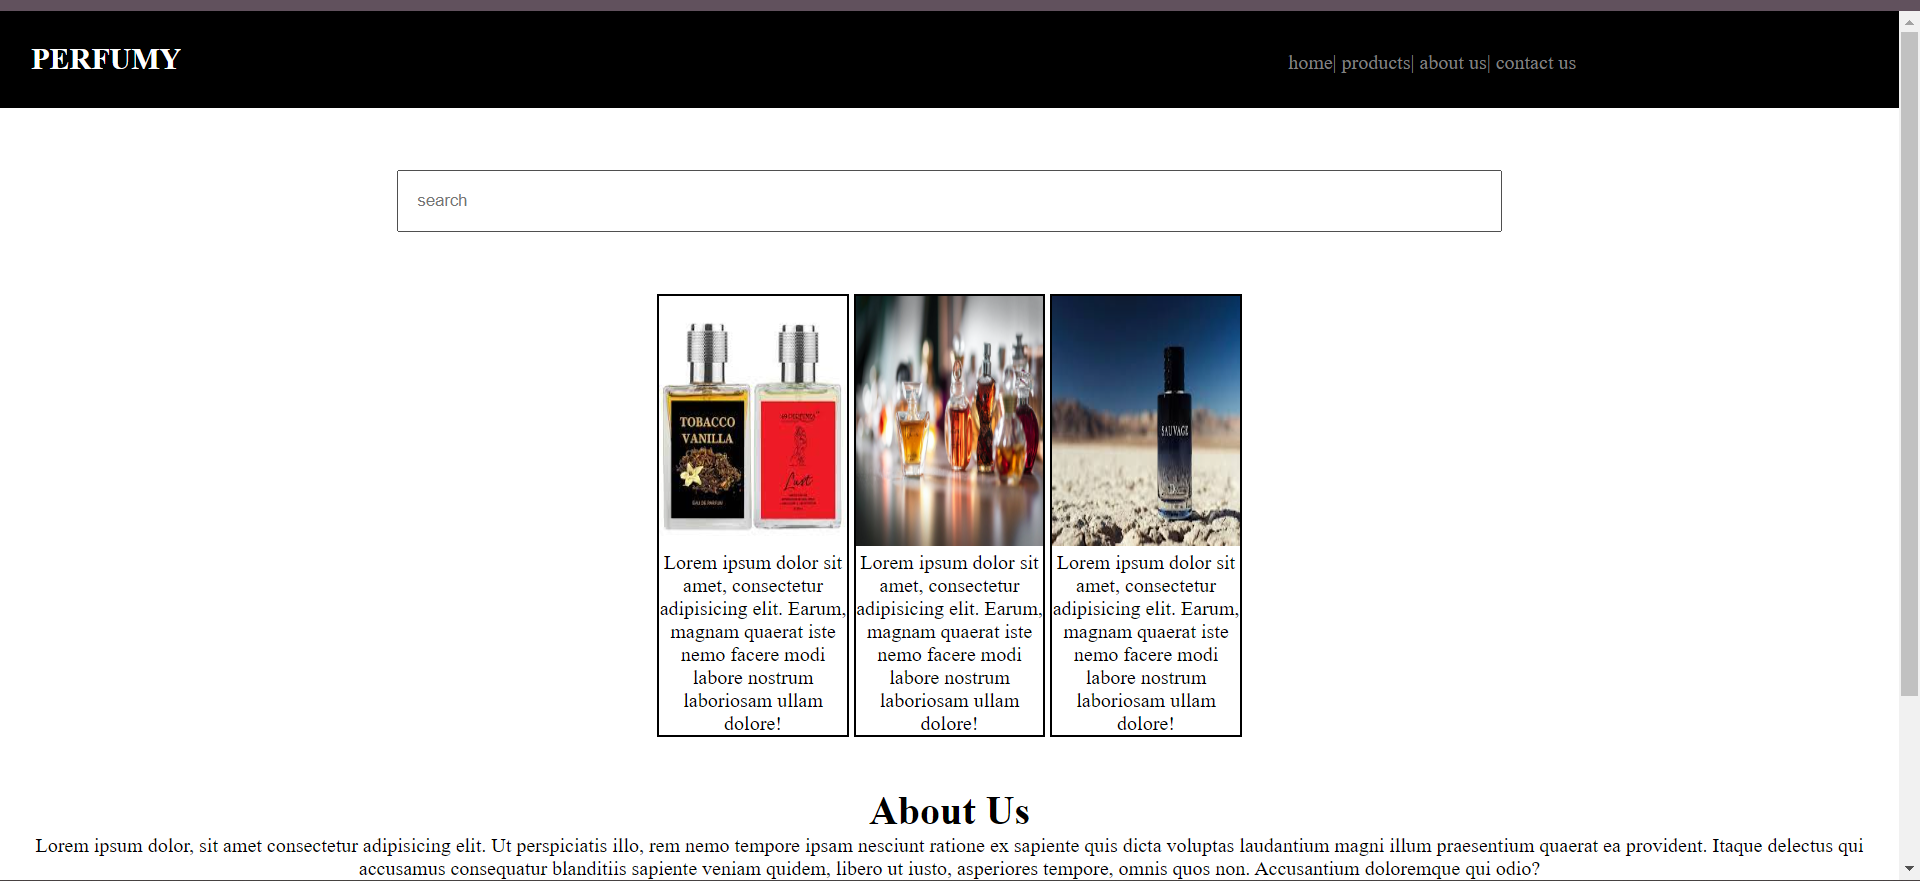 PERFUMY
home| products| about us| contact us
search
TOBACCO
VANILLA
EAU DE PARFUM
Lust
SAUVAGE
Lorem ipsum dolor sit
amet, consectetur
adipisicing elit. Earum,
magnam quaerat iste
nemo facere modi
labore nostrum
laboriosam ullam
dolore!
Lorem ipsum dolor sit
amet, consectetur
adipisicing elit. Earum,
magnam quaerat iste
nemo facere modi
labore nostrum
laboriosam ullam
dolore!
Lorem ipsum dolor sit
amet, consectetur
adipisicing elit. Earum,
magnam quaerat iste
nemo facere modi
labore nostrum
laboriosam ullam
dolore!
About Us
Lorem ipsum dolor, sit amet consectetur adipisicing elit. Ut perspiciatis illo, rem nemo tempore ipsam nesciunt ratione ex sapiente quis dicta voluptas laudantium magni illum praesentium quaerat ea provident. Itaque delectus qui
accusamus consequatur blanditiis sapiente veniam quidem, libero ut iusto, asperiores tempore, omnis quos non. Accusantium doloremque qui odio?